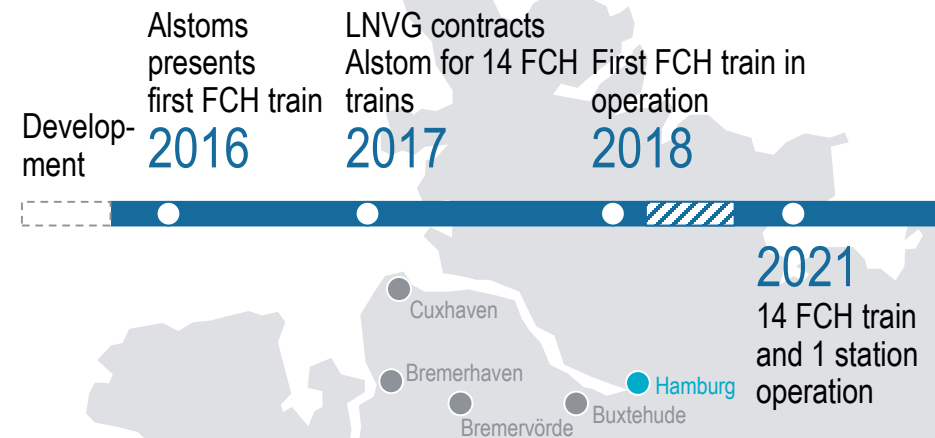 Develop-
ment
Alstoms
presents
first FCH train
2016
LNVG contracts
Alstom for 14 FCH
trains
2017
First FCH train in
operation
2018
2021
14 FCH train
and 1 station
operation
Cuxhaven
Bremerhaven
Bremervörde
Buxtehude
Hamburg